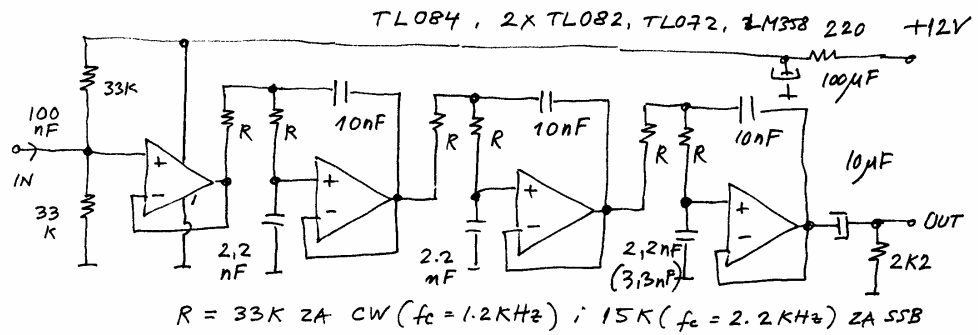 TL084, 2x TL082, TL072, LM358 220 +12V
33K
100µF
100
nF
IN
33
K
+
-
R
R
10nF
2,2
nF
+
-
R
R
10nF
2.2
nF
+
-
R
R
10nF
2,2nF
(3,3nF)
+
-
10µF
OUT
2K2
R = 33K ZA CW (fc = 1.2KHz) ; 15K (fc = 2.2KHz) ZA SSB